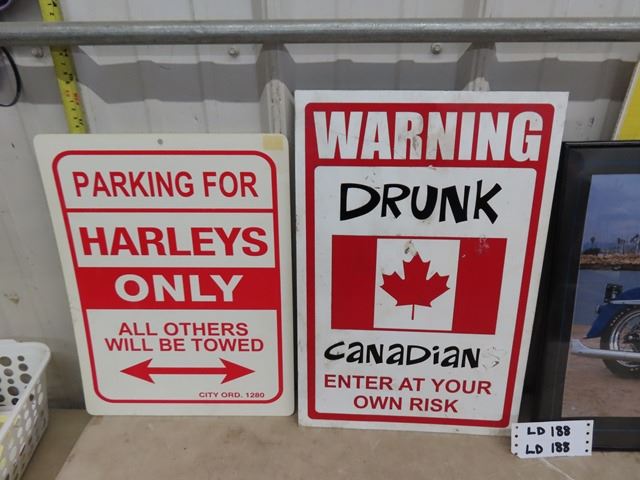 PARKING FOR
HARLEYS
ONLY
ALL OTHERS
WILL BE TOWED
CITY ORD. 1280
WARNING
DRUNK
CANADIANS
ENTER AT YOUR
OWN RISK
LD 188
LD 188